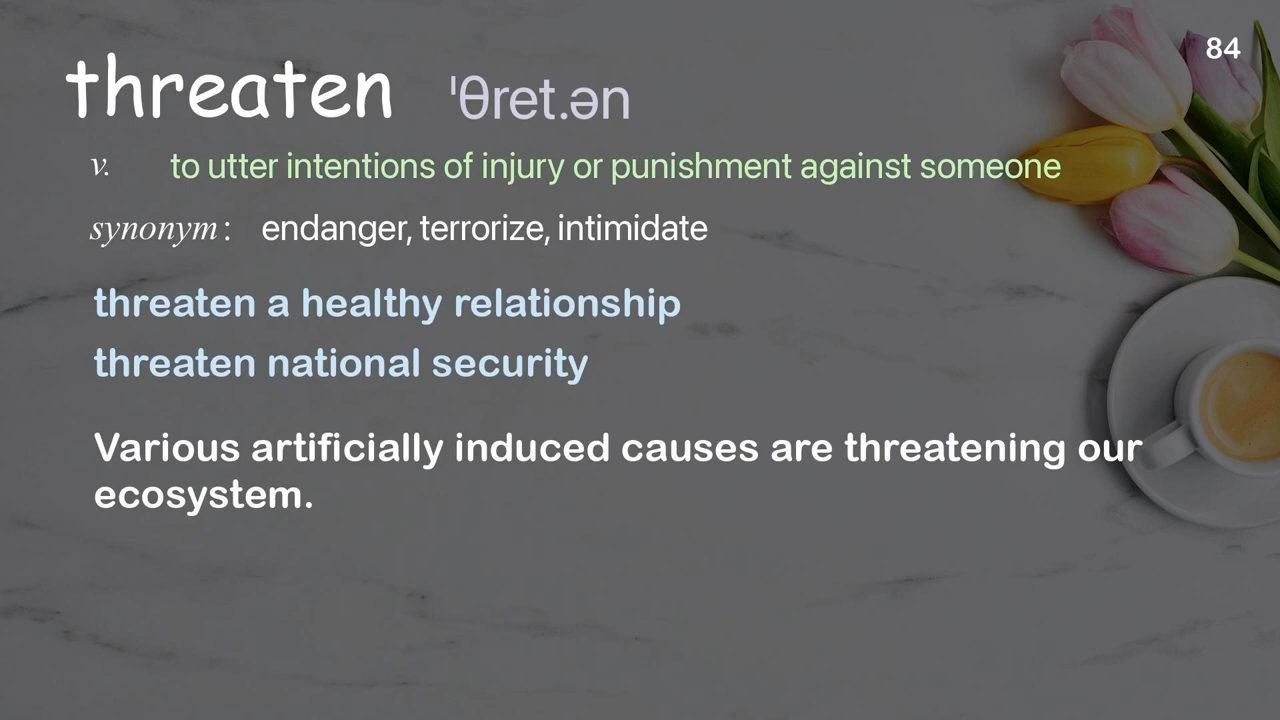 84
threaten ˈθret.ən
v. to utter intentions of injury or punishment against someone
synonym: endanger, terrorize, intimidate
threaten a healthy relationship
threaten national security
Various artificially induced causes are threatening our
ecosystem.